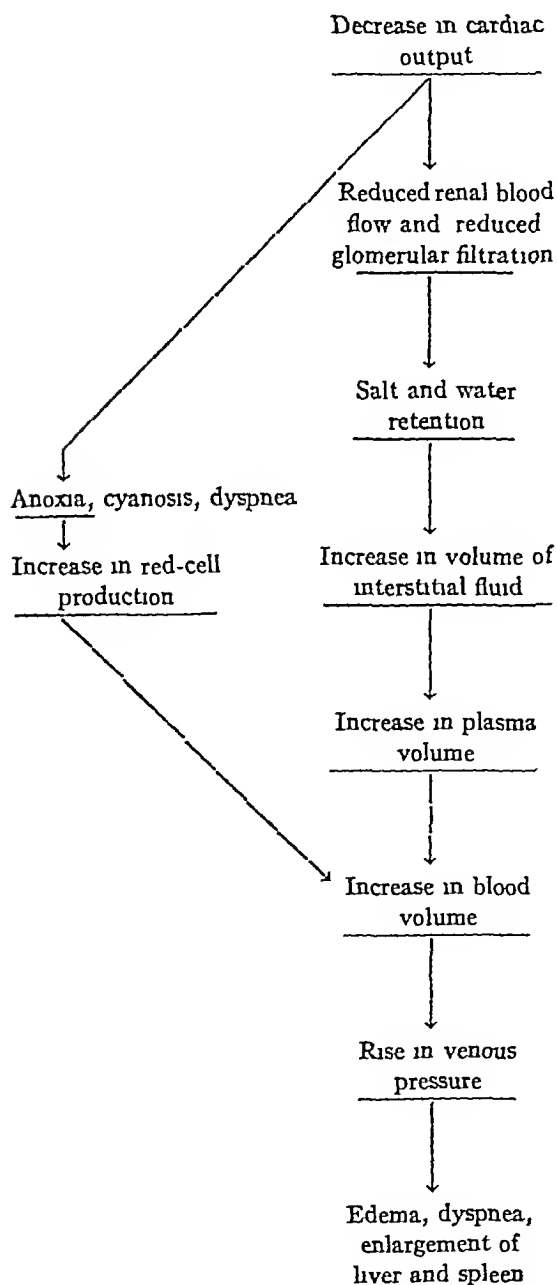 Decrease in cardiac
output
Reduced renal blood
flow and reduced
glomerular filtration
Salt and water
retention
Anoxia, cyanosis, dyspnea
Increase in red-cell
production
Increase in volume of
interstitial fluid
Increase in plasma
volume
Increase in blood
volume
Rise in venous
pressure
Edema, dyspnea,
enlargement of
liver and spleen